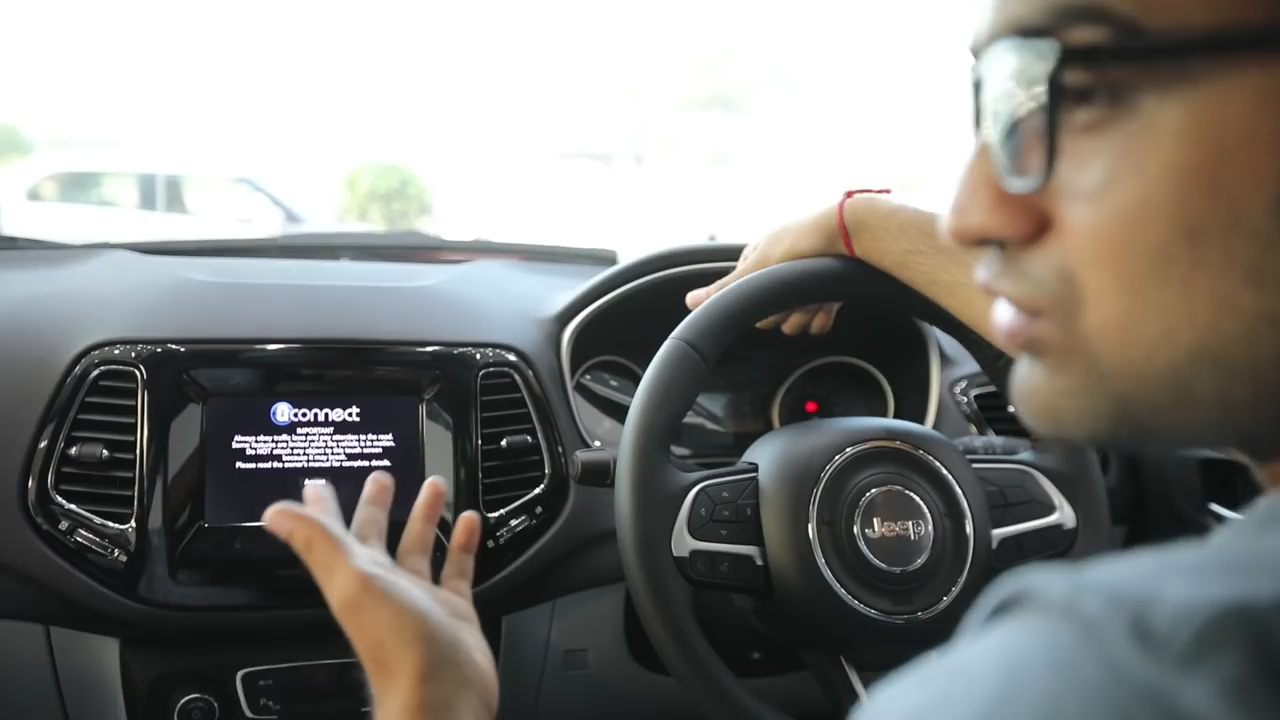 uconnect
IMPORTANT
Always obey traffic laws and pay attention to the road.
Some features are limited while the vehicle is in motion.
Do NOT attach any object to this touch screen
because it may break.
Please read the owner's manual for complete details.
Accept
Jeep